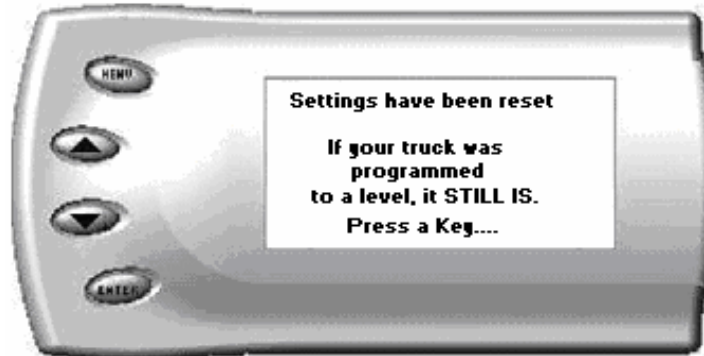 MENU
Settings have been reset
If your truck was
programmed
to a level, it STILL IS.
Press a Key....
ENTER